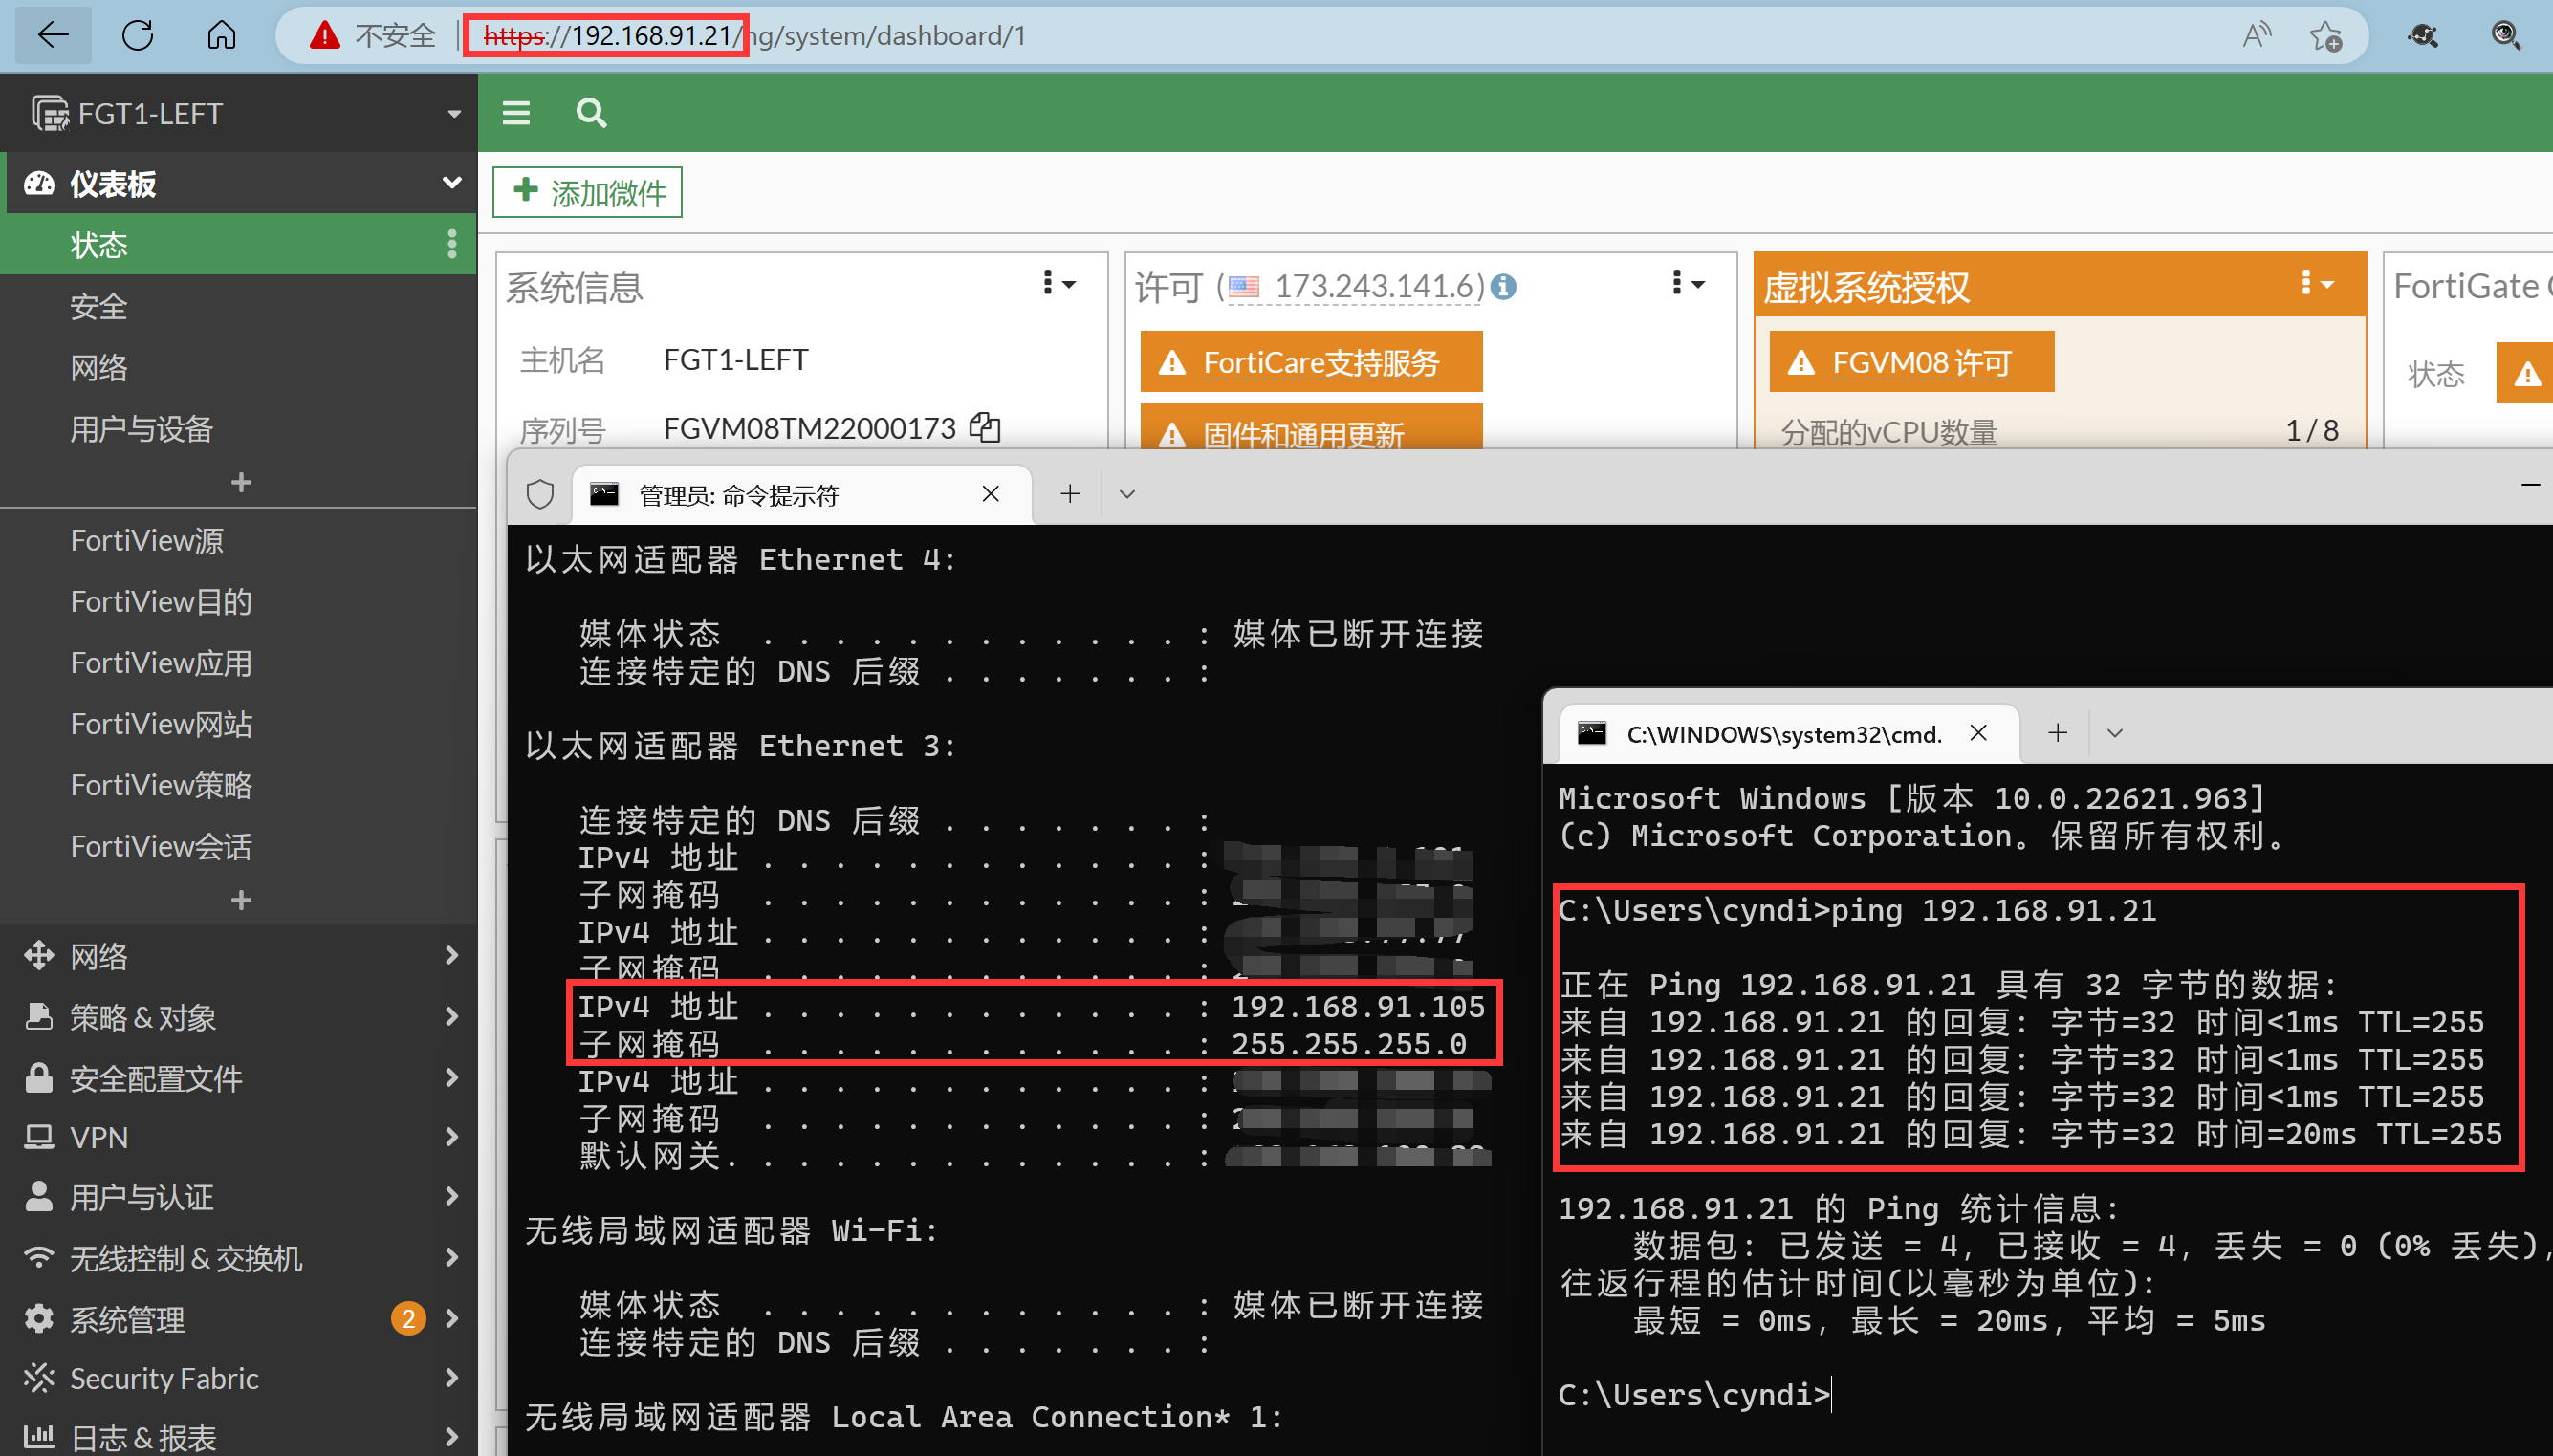 不安全 https://192.168.91.21/ng/system/dashboard/1
FGT1-LEFT
仪表板
状态
安全
网络
用户与设备
FortiView源
FortiView目的
FortiView应用
FortiView网站
FortiView策略
FortiView会话
网络
策略 & 对象
安全配置文件
VPN
用户与认证
无线控制 & 交换机
系统管理 2
Security Fabric
日志 & 报表
添加微件
系统信息
主机名 FGT1-LEFT
序列号 FGVM08TM22000173
许可 ( 173.243.141.6)
FortiCare支持服务
固件和通用更新
虚拟系统授权
FGVM08 许可
分配的vCPU数量 1 / 8
FortiGate
状态
管理员: 命令提示符
以太网适配器 Ethernet 4:
媒体状态 . . . . . . . . . . . . : 媒体已断开连接
连接特定的 DNS 后缀 . . . . . . . :
以太网适配器 Ethernet 3:
连接特定的 DNS 后缀 . . . . . . . :
IPv4 地址 . . . . . . . . . . . . :
子网掩码 . . . . . . . . . . . . :
IPv4 地址 . . . . . . . . . . . . :
子网掩码 . . . . . . . . . . . . :
IPv4 地址 . . . . . . . . . . . . : 192.168.91.105
子网掩码 . . . . . . . . . . . . : 255.255.255.0
IPv4 地址 . . . . . . . . . . . . :
子网掩码 . . . . . . . . . . . . :
默认网关. . . . . . . . . . . . . :
无线局域网适配器 Wi-Fi:
媒体状态 . . . . . . . . . . . . : 媒体已断开连接
连接特定的 DNS 后缀 . . . . . . . :
无线局域网适配器 Local Area Connection* 1:
C:\WINDOWS\system32\cmd.
Microsoft Windows [版本 10.0.22621.963]
(c) Microsoft Corporation。保留所有权利。
C:\Users\cyndi>ping 192.168.91.21
正在 Ping 192.168.91.21 具有 32 字节的数据:
来自 192.168.91.21 的回复: 字节=32 时间<1ms TTL=255
来自 192.168.91.21 的回复: 字节=32 时间<1ms TTL=255
来自 192.168.91.21 的回复: 字节=32 时间<1ms TTL=255
来自 192.168.91.21 的回复: 字节=32 时间=20ms TTL=255
192.168.91.21 的 Ping 统计信息:
数据包: 已发送 = 4, 已接收 = 4, 丢失 = 0 (0% 丢失),
往返行程的估计时间(以毫秒为单位):
最短 = 0ms, 最长 = 20ms, 平均 = 5ms
C:\Users\cyndi>